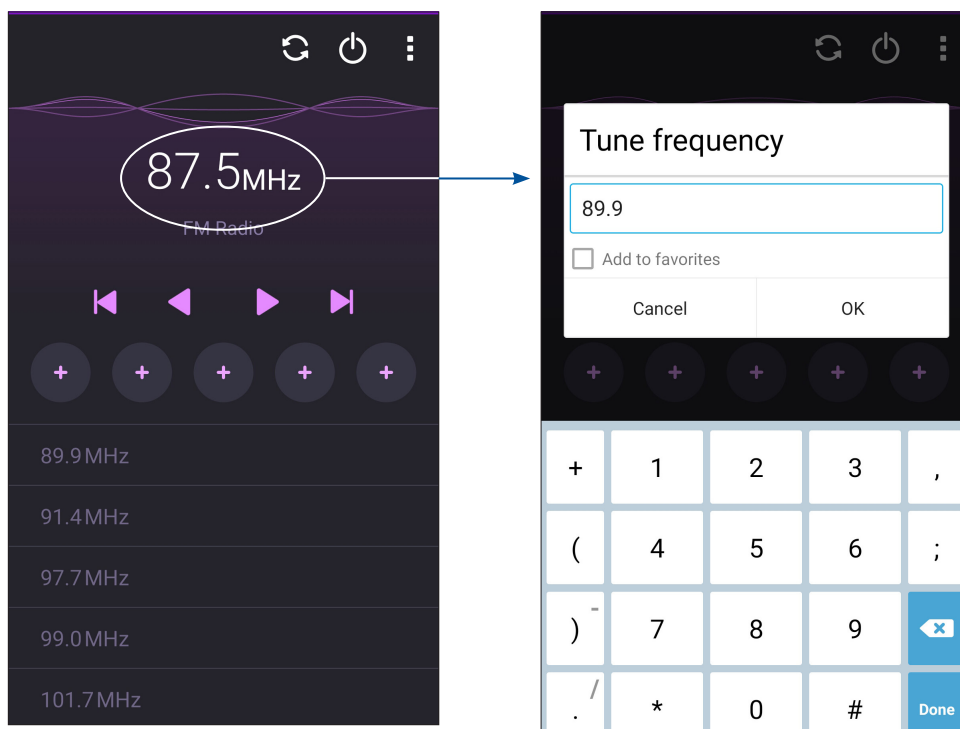 87.5MHz
FM Radio
+ + + + +
89.9MHz
91.4MHz
97.7MHz
99.0MHz
101.7MHz
Tune frequency
89.9
Add to favorites
Cancel OK
+ + + + +
+ 1 2 3 ,
( 4 5 6 ;
) - 7 8 9
. / * 0 # Done